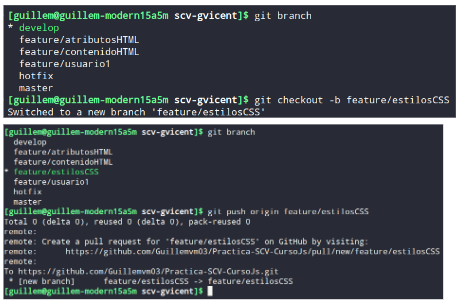 [guillem@guillem-modern15a5m scv-gvicent]$ git branch
* develop
feature/atributosHTML
feature/contenidoHTML
feature/usuario1
hotfix
master
[guillem@guillem-modern15a5m scv-gvicent]$ git checkout -b feature/estilosCSS
Switched to a new branch 'feature/estilosCSS'
[guillem@guillem-modern15a5m scv-gvicent]$ git branch
develop
feature/atributosHTML
feature/contenidoHTML
* feature/estilosCSS
feature/usuario1
hotfix
master
[guillem@guillem-modern15a5m scv-gvicent]$ git push origin feature/estilosCSS
Total 0 (delta 0), reused 0 (delta 0), pack-reused 0
remote:
remote: Create a pull request for 'feature/estilosCSS' on GitHub by visiting:
remote:      https://github.com/Guillemvm03/Practica-SCV-CursoJs/pull/new/feature/estilosCSS
remote:
To https://github.com/Guillemvm03/Practica-SCV-CursoJs.git
* [new branch]      feature/estilosCSS -> feature/estilosCSS
[guillem@guillem-modern15a5m scv-gvicent]$